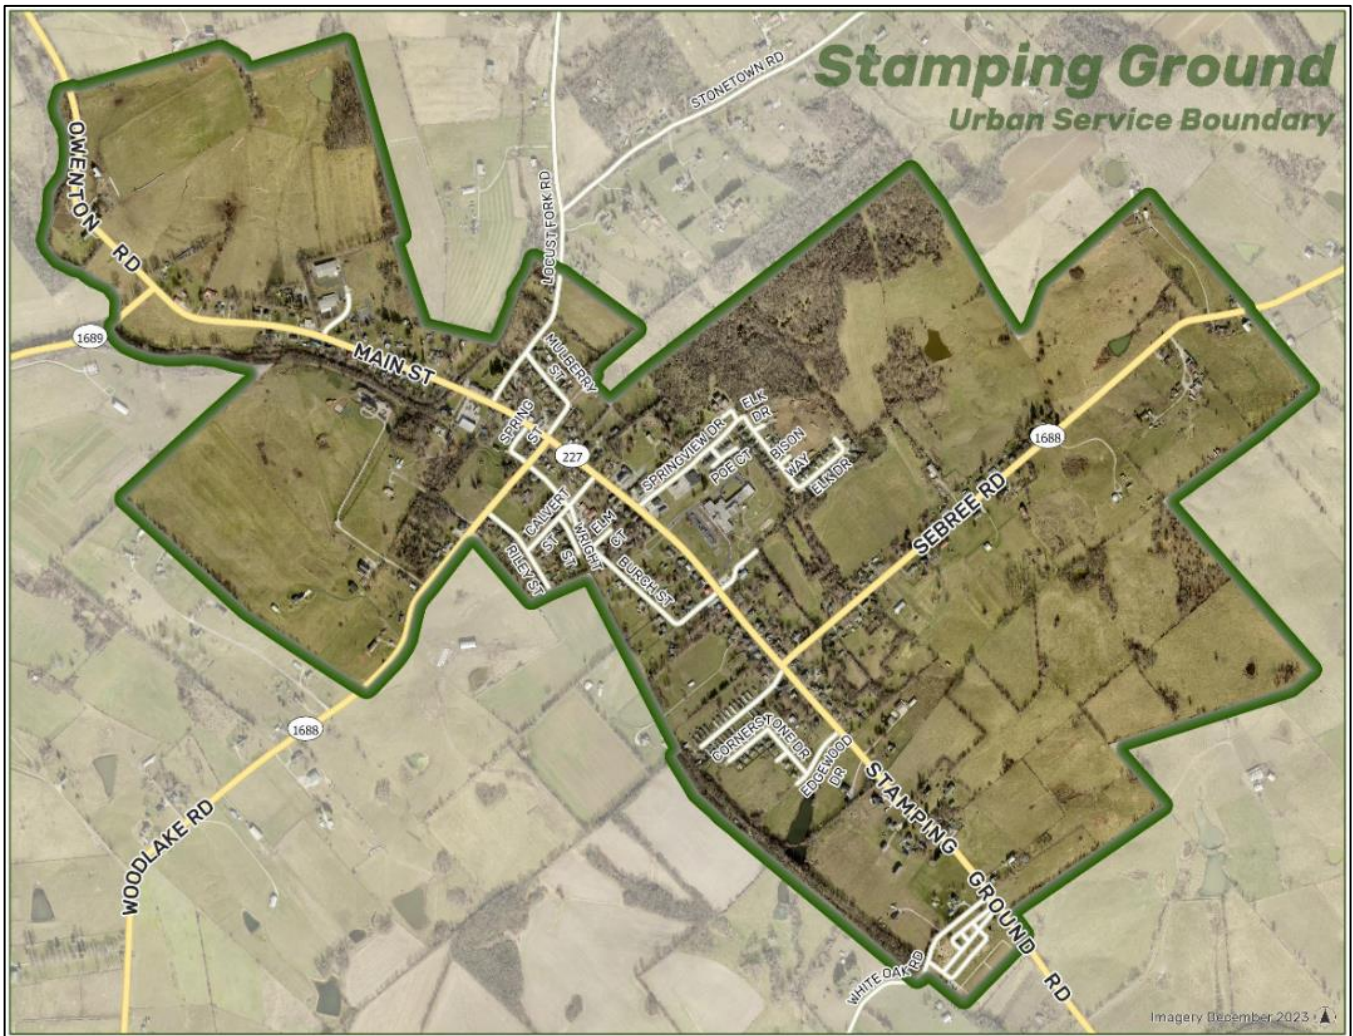 Stamping Ground
Urban Service Boundary
STONETOWN RD
LOCUST FORK RD
OWENTON RD
1689
MAIN ST
MULBERRY ST
SPRING ST
227
ELK DR
SPRINGVIEW DR
BISON WAY
POE CT
ELK DR
1688
SEBREE RD
CALVERT ST
WRIGHT ST
ELM CT
RILEY ST
BURCH ST
1688
CORNERSTONE DR
EDGEWOOD DR
WOODLAKE RD
STAMPING GROUND RD
WHITE OAK RD
Imagery December 2023